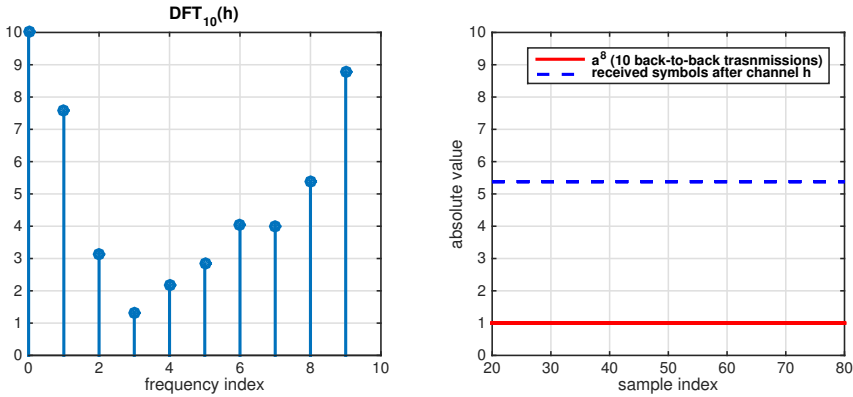 DFT10(h)
10
9
8
7
6
5
4
3
2
1
0
0 2 4 6 8 10
frequency index
10
9
8
7
6
5
4
3
2
1
0
absolute value
a8 (10 back-to-back trasnmissions)
received symbols after channel h
20 30 40 50 60 70 80
sample index